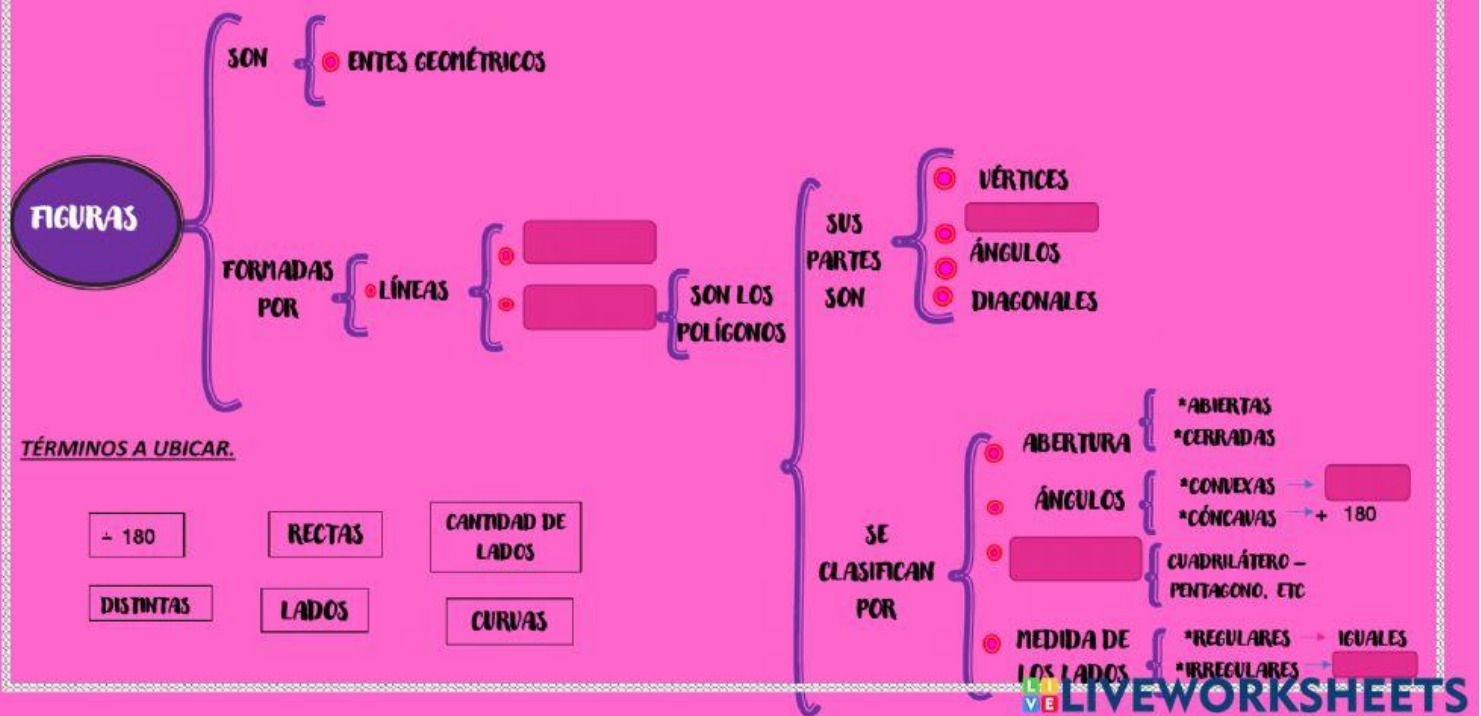 SON
ENTES GEOMÉTRICOS
FIGURAS
FORMADAS
POR
LÍNEAS
SON LOS
POLÍGONOS
SUS
PARTES
SON
VÉRTICES
ÁNGULOS
DIAGONALES
SE
CLASIFICAN
POR
ABERTURA
*ABIERTAS
*CERRADAS
ÁNGULOS
*CONVEXAS
*CÓNCAVAS + 180
CUADRILÁTERO –
PENTAGONO, ETC
MEDIDA DE
LOS LADOS
*REGULARES IGUALES
*IRREGULARES
TÉRMINOS A UBICAR.
- 180
RECTAS
CANTIDAD DE
LADOS
DISTINTAS
LADOS
CURVAS
LIVE LIVEWORKSHEETS